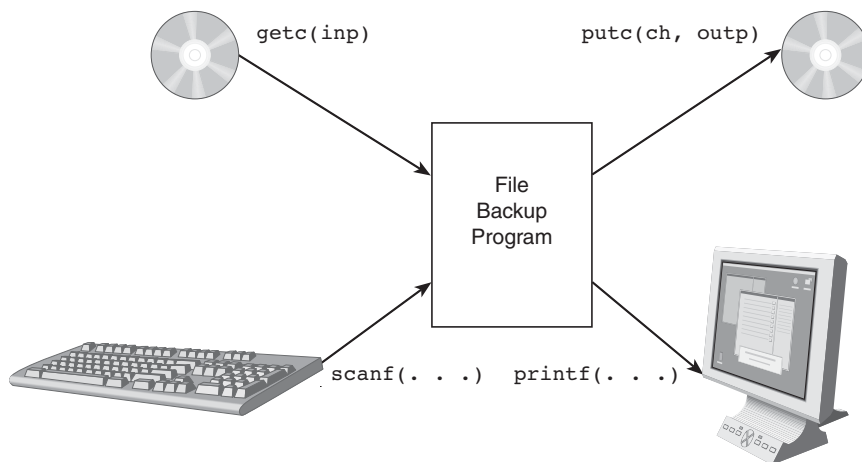 getc(inp)
putc(ch, outp)
File
Backup
Program
scanf(. . .)
printf(. . .)